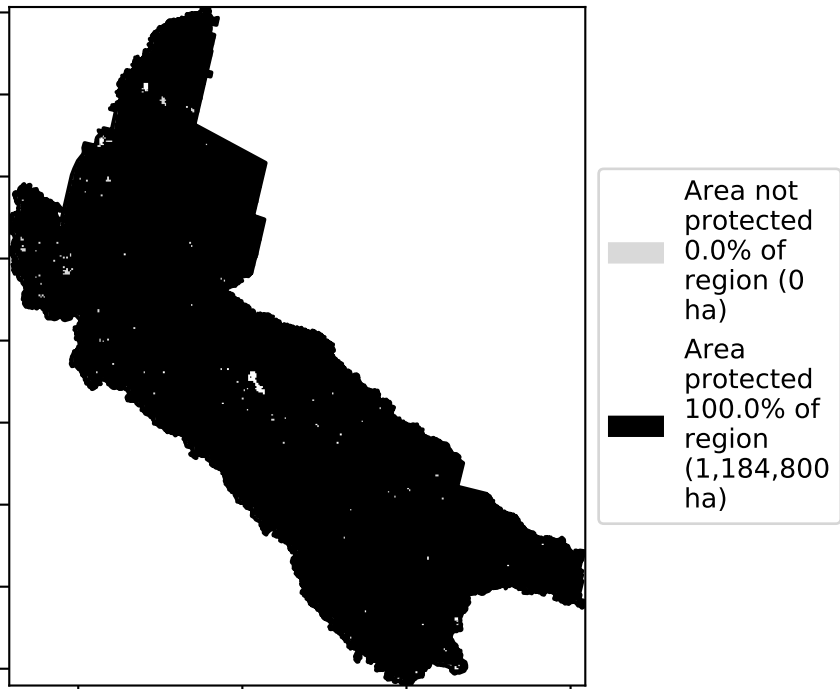 Area not
protected
0.0% of
region (0
ha)
Area
protected
100.0% of
region
(1,184,800
ha)